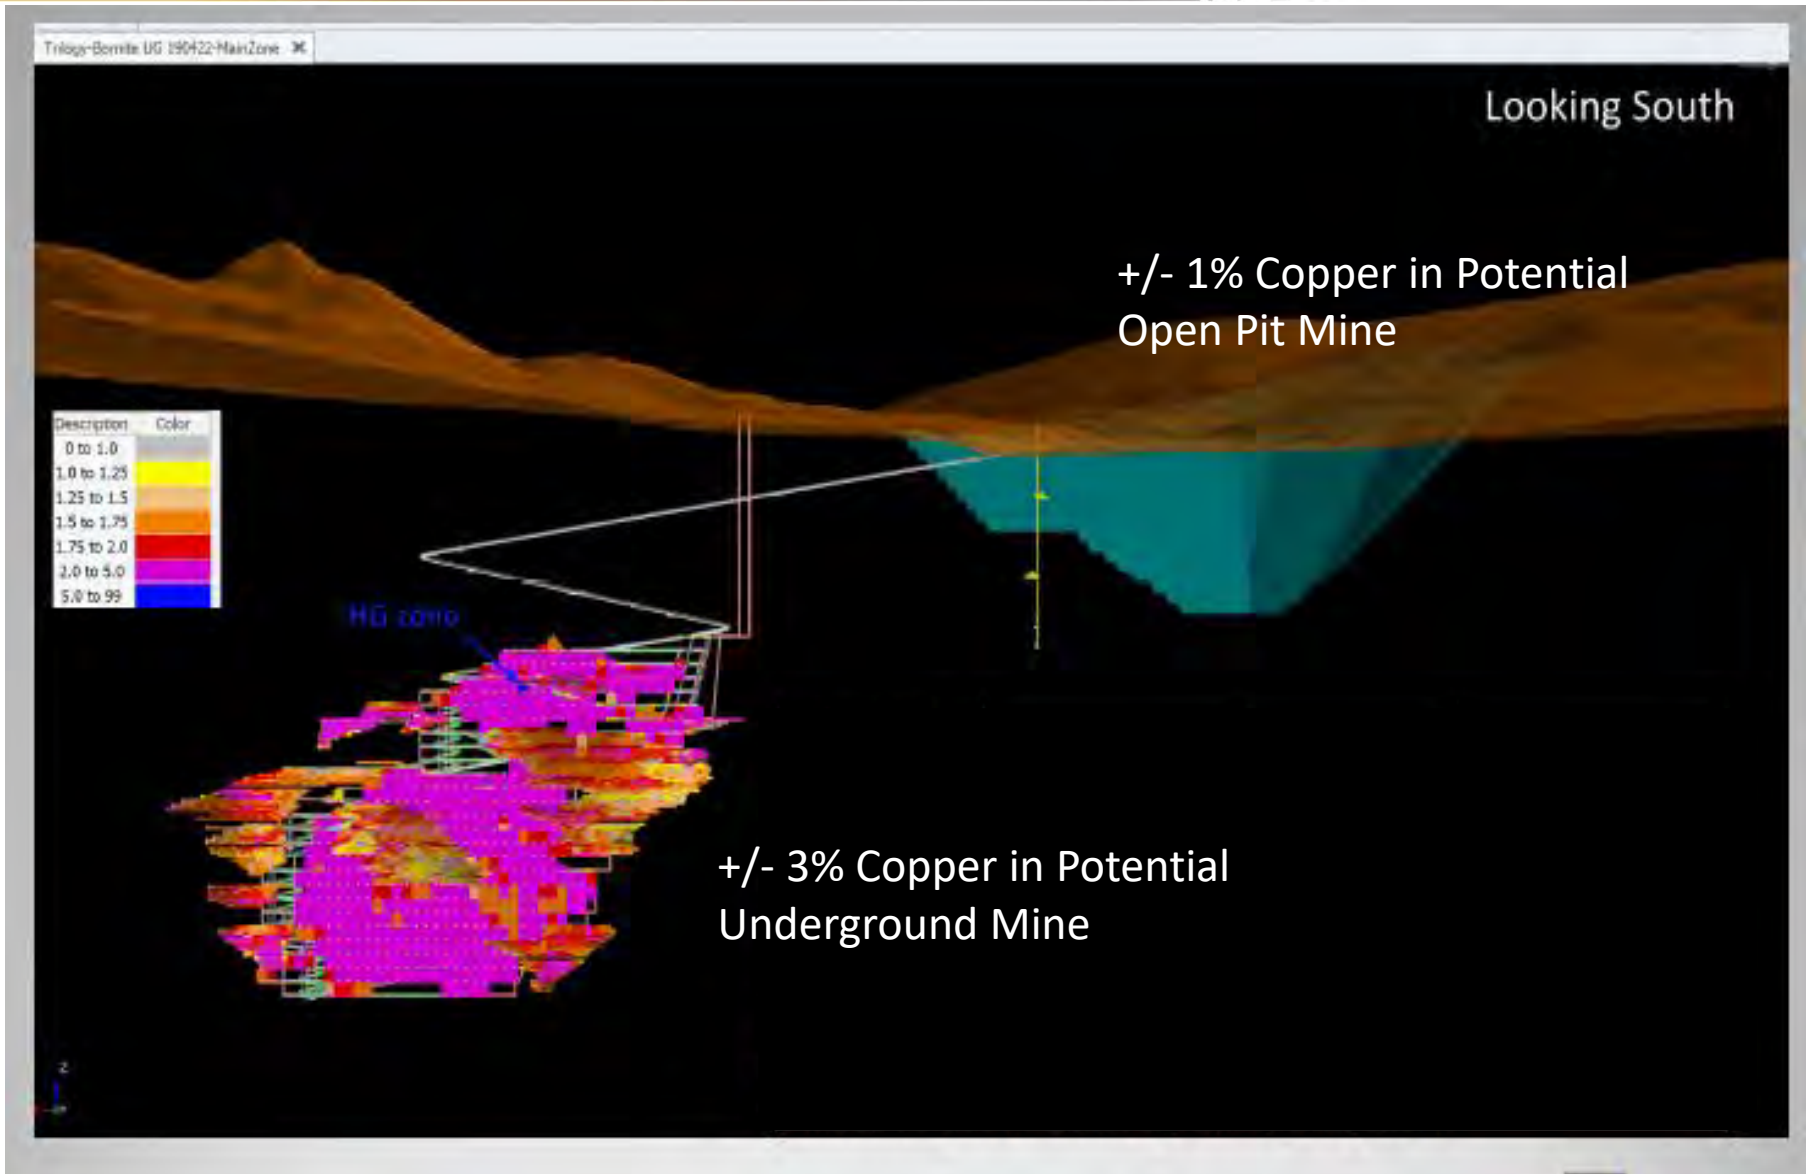 Trilogy-Bornite UG 190422-MainZone
Looking South
+/- 1% Copper in Potential
Open Pit Mine
Description Color
0 to 1.0
1.0 to 1.25
1.25 to 1.5
1.5 to 1.75
1.75 to 2.0
2.0 to 5.0
5.0 to 99
HG zone
+/- 3% Copper in Potential
Underground Mine
Z